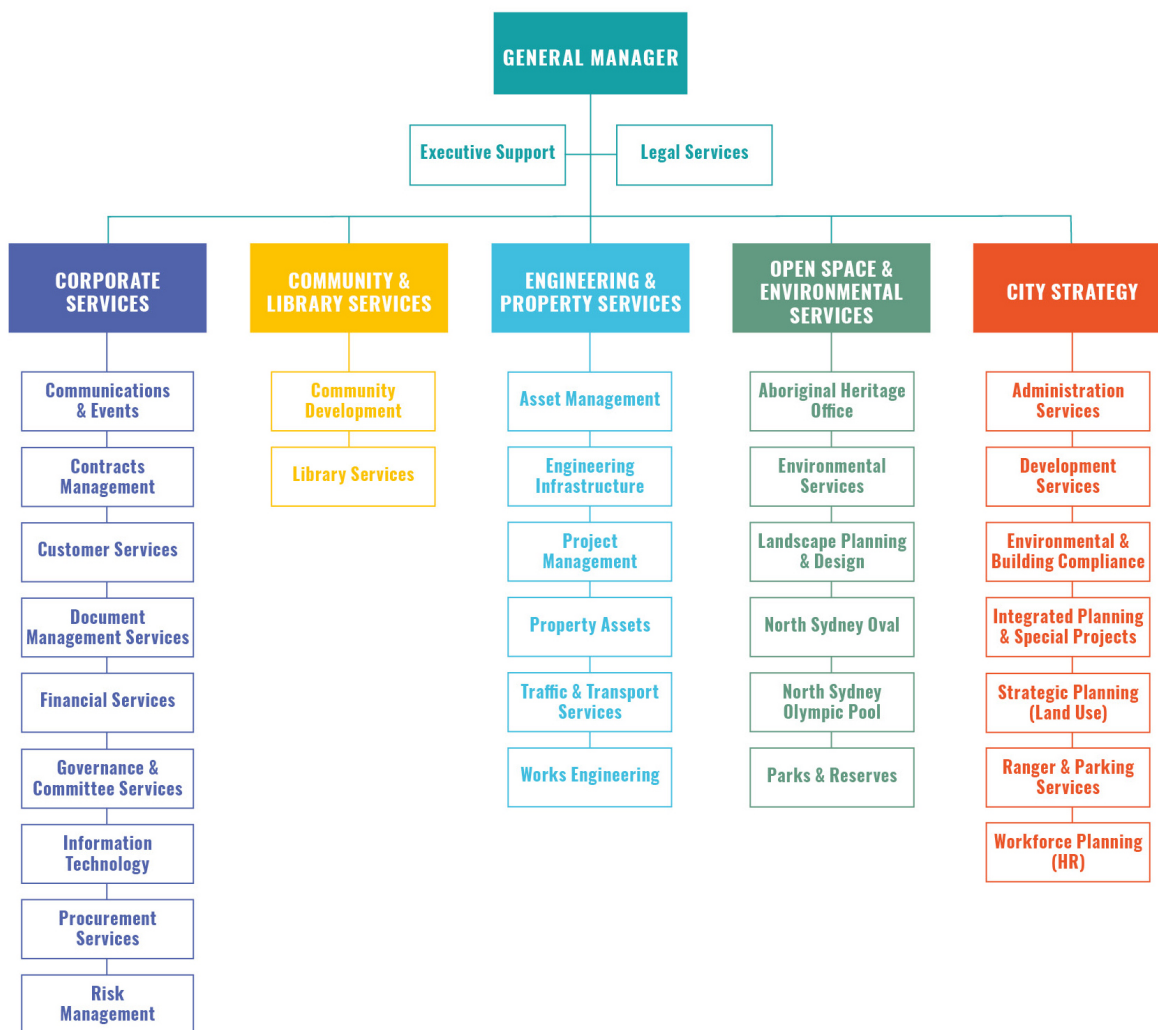 GENERAL MANAGER
Executive Support
Legal Services
CORPORATE
SERVICES
Communications
& Events
Contracts
Management
Customer Services
Document
Management Services
Financial Services
Governance &
Committee Services
Information
Technology
Procurement
Services
Risk
Management
COMMUNITY &
LIBRARY SERVICES
Community
Development
Library Services
ENGINEERING &
PROPERTY SERVICES
Asset Management
Engineering
Infrastructure
Project
Management
Property Assets
Traffic & Transport
Services
Works Engineering
OPEN SPACE &
ENVIRONMENTAL
SERVICES
Aboriginal Heritage
Office
Environmental
Services
Landscape Planning
& Design
North Sydney Oval
North Sydney
Olympic Pool
Parks & Reserves
CITY STRATEGY
Administration
Services
Development
Services
Environmental &
Building Compliance
Integrated Planning
& Special Projects
Strategic Planning
(Land Use)
Ranger & Parking
Services
Workforce Planning
(HR)